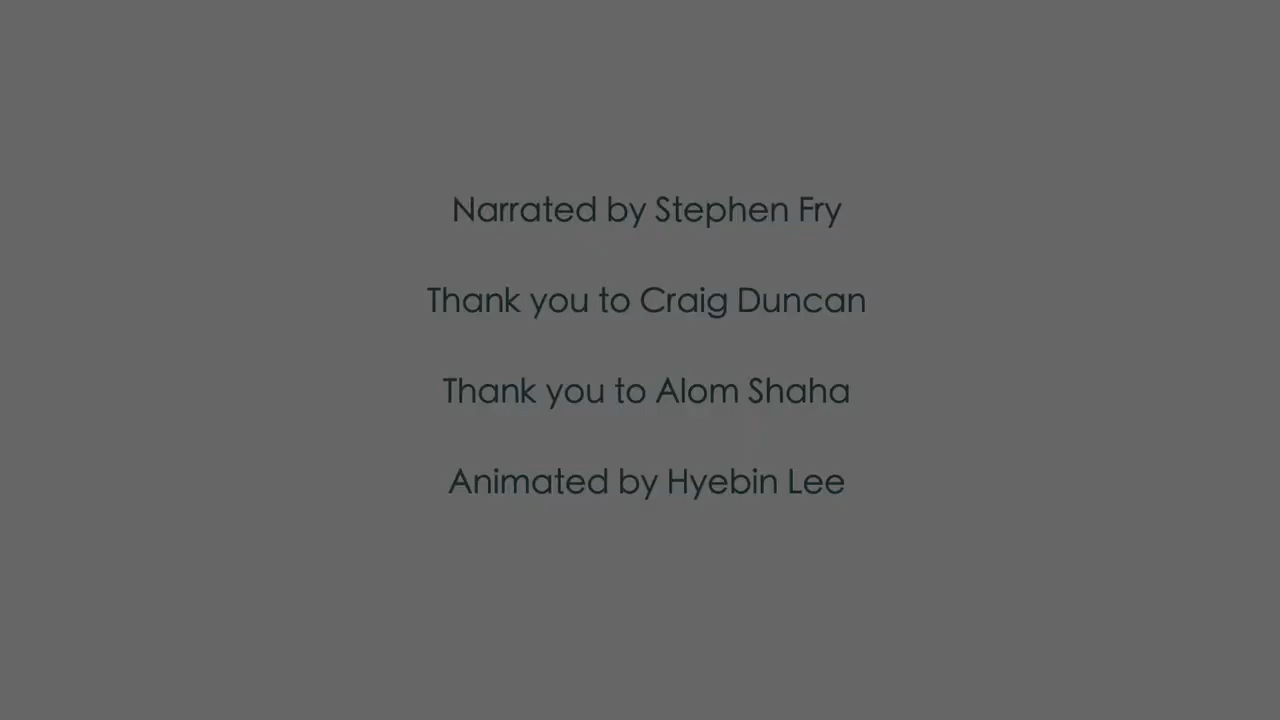 Narrated by Stephen Fry
Thank you to Craig Duncan
Thank you to Alom Shaha
Animated by Hyebin Lee